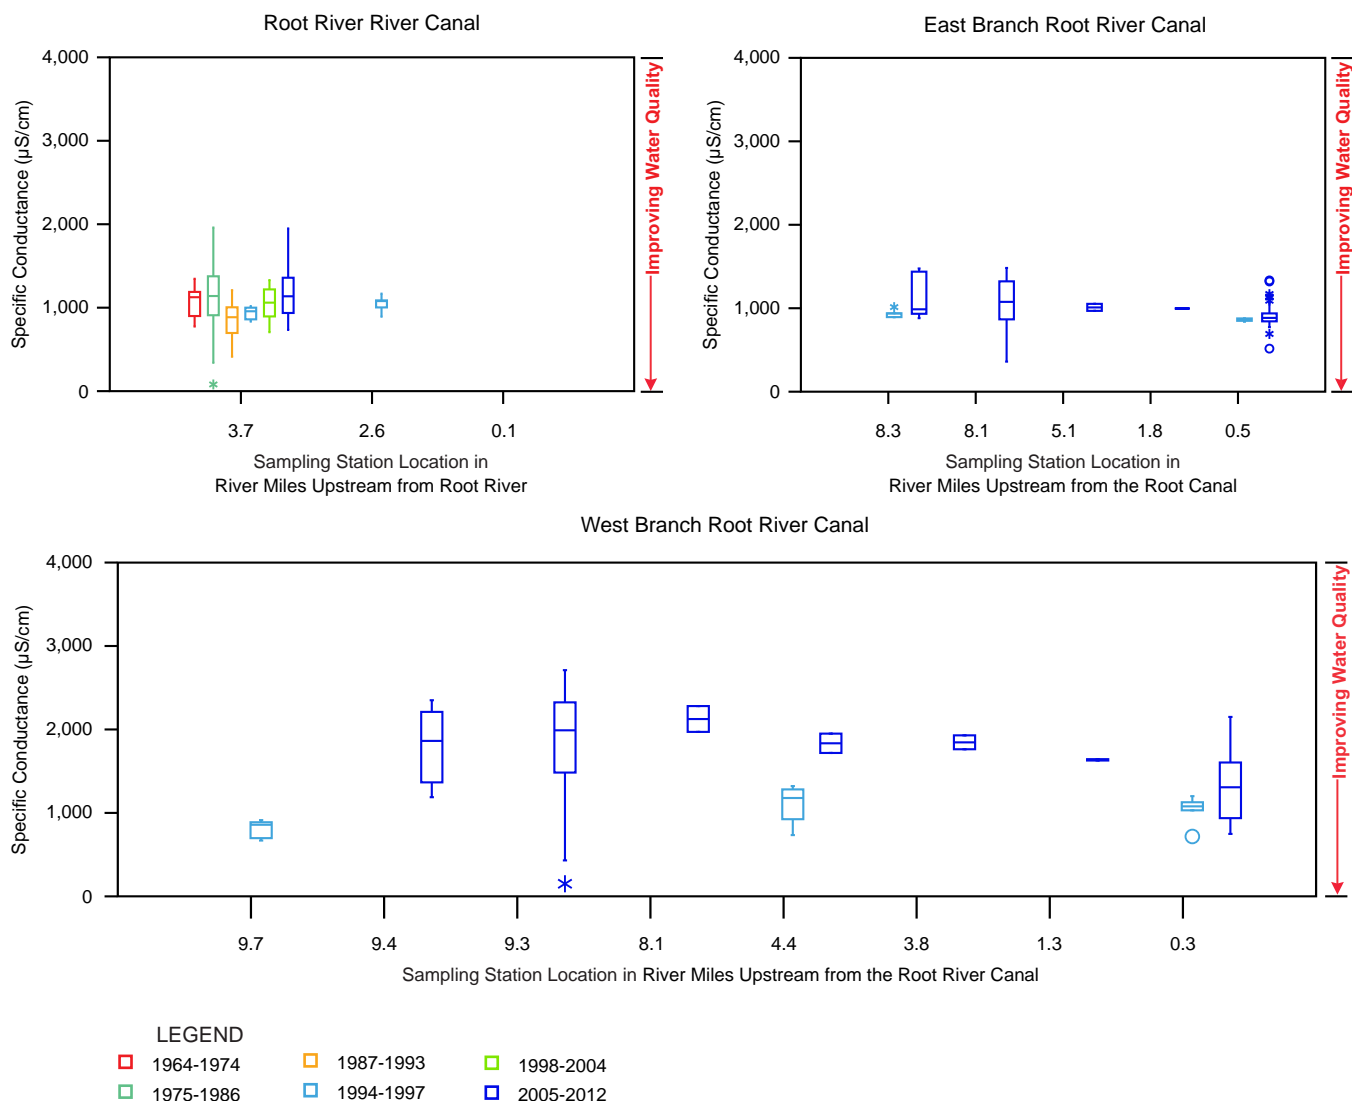 Root River River Canal
4,000
3,000
2,000
1,000
0
Specific Conductance (µS/cm)
3.7
2.6
0.1
Sampling Station Location in
River Miles Upstream from Root River
Improving Water Quality
East Branch Root River Canal
4,000
3,000
2,000
1,000
0
Specific Conductance (µS/cm)
8.3
8.1
5.1
1.8
0.5
Sampling Station Location in
River Miles Upstream from the Root Canal
Improving Water Quality
West Branch Root River Canal
4,000
3,000
2,000
1,000
0
Specific Conductance (µS/cm)
9.7
9.4
9.3
8.1
4.4
3.8
1.3
0.3
Sampling Station Location in River Miles Upstream from the Root River Canal
Improving Water Quality
LEGEND
1964-1974
1987-1993
1998-2004
1975-1986
1994-1997
2005-2012